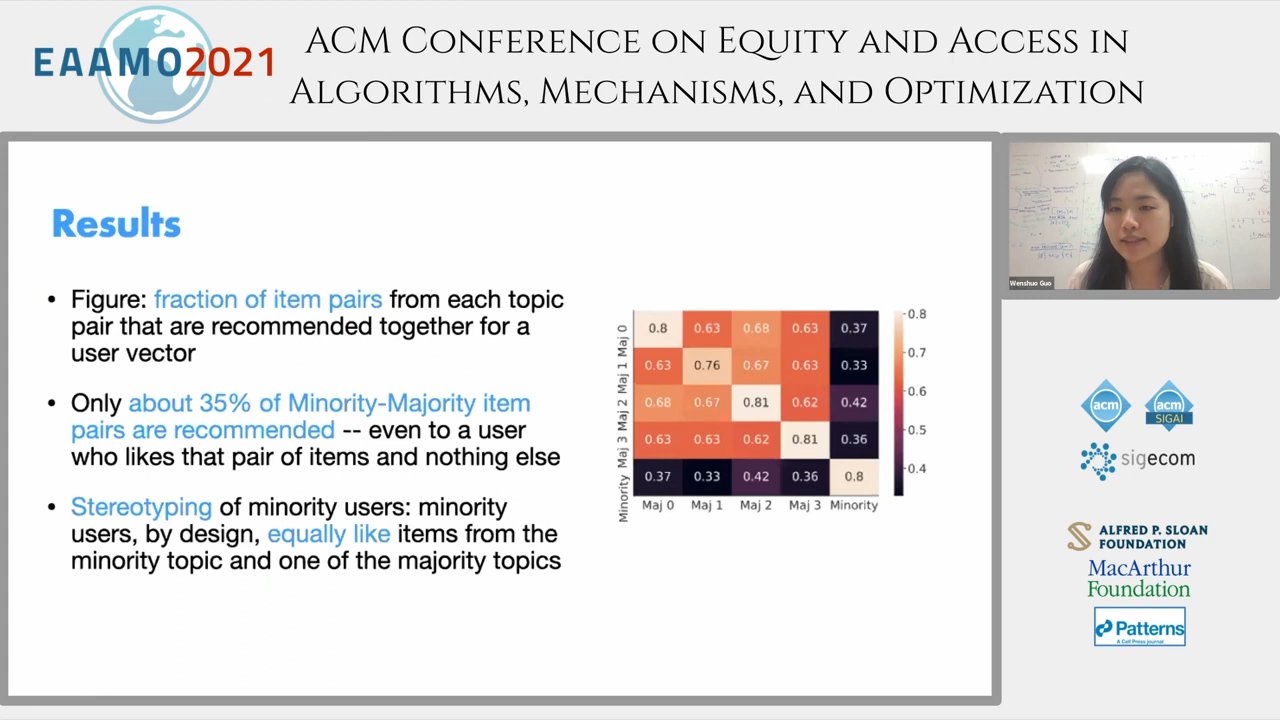 EAAMO2021
ACM Conference on Equity and Access in
Algorithms, Mechanisms, and Optimization
Results
• Figure: fraction of item pairs from each topic
pair that are recommended together for a
user vector
• Only about 35% of Minority-Majority item
pairs are recommended -- even to a user
who likes that pair of items and nothing else
• Stereotyping of minority users: minority
users, by design, equally like items from the
minority topic and one of the majority topics
Maj 0 0.8 0.63 0.68 0.63 0.37
Maj 1 0.63 0.76 0.67 0.63 0.33
Maj 2 0.68 0.67 0.81 0.62 0.42
Maj 3 0.63 0.63 0.62 0.81 0.36
Minority 0.37 0.33 0.42 0.36 0.8
Maj 0 Maj 1 Maj 2 Maj 3 Minority
0.8
0.7
0.6
0.5
0.4
Wenshuo Guo
acm
acm
SIGAI
sigecom
ALFRED P. SLOAN
FOUNDATION
MacArthur
Foundation
Patterns
A Cell Press journal